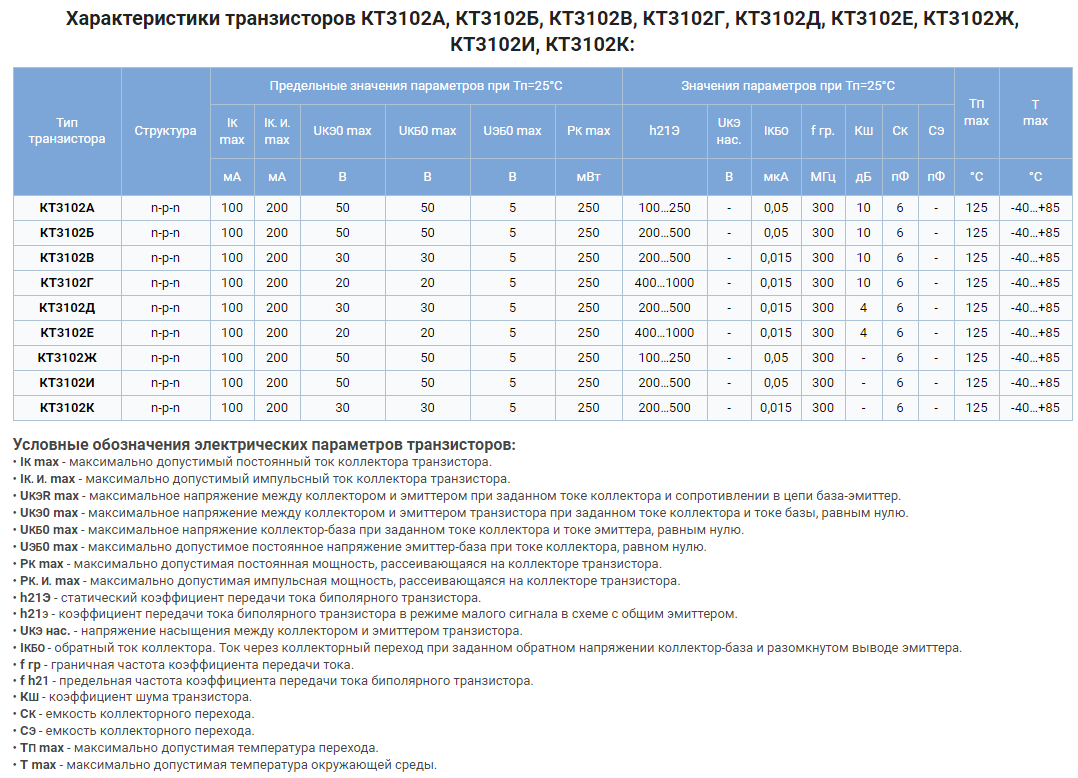 Характеристики транзисторов КТ3102А, КТ3102Б, КТ3102В, КТ3102Г, КТ3102Д, КТ3102Е, КТ3102Ж,
КТ3102И, КТ3102К:
Тип транзистора Структура Предельные значения параметров при Тп=25°C Значения параметров при Тп=25°C TП max T max
IК max IК. И. max UКЭ0 max UКБ0 max UЭБ0 max PК max h21Э UКЭ нас. IКБО f гр. КШ СК СЭ
мА мА В В В мВт В мкА МГц дБ пФ пФ °C °C
КТ3102А n-p-n 100 200 50 50 5 250 100...250 - 0,05 300 10 6 - 125 -40...+85
КТ3102Б n-p-n 100 200 50 50 5 250 200...500 - 0,05 300 10 6 - 125 -40...+85
КТ3102В n-p-n 100 200 30 30 5 250 200...500 - 0,015 300 10 6 - 125 -40...+85
КТ3102Г n-p-n 100 200 20 20 5 250 400...1000 - 0,015 300 10 6 - 125 -40...+85
КТ3102Д n-p-n 100 200 30 30 5 250 200...500 - 0,015 300 4 6 - 125 -40...+85
КТ3102Е n-p-n 100 200 20 20 5 250 400...1000 - 0,015 300 4 6 - 125 -40...+85
КТ3102Ж n-p-n 100 200 50 50 5 250 100...250 - 0,05 300 - 6 - 125 -40...+85
КТ3102И n-p-n 100 200 50 50 5 250 200...500 - 0,05 300 - 6 - 125 -40...+85
КТ3102К n-p-n 100 200 30 30 5 250 200...500 - 0,015 300 - 6 - 125 -40...+85
Условные обозначения электрических параметров транзисторов:
• IК max - максимально допустимый постоянный ток коллектора транзистора.
• IК. И. max - максимально допустимый импульсный ток коллектора транзистора.
• UКЭR max - максимальное напряжение между коллектором и эмиттером при заданном токе коллектора и сопротивлении в цепи база-эмиттер.
• UКЭ0 max - максимальное напряжение между коллектором и эмиттером транзистора при заданном токе коллектора и токе базы, равным нулю.
• UКБ0 max - максимальное напряжение коллектор-база при заданном токе коллектора и токе эмиттера, равным нулю.
• UЭБ0 max - максимально допустимое постоянное напряжение эмиттер-база при токе коллектора, равном нулю.
• PК max - максимально допустимая постоянная мощность, рассеивающаяся на коллекторе транзистора.
• PК. И. max - максимально допустимая импульсная мощность, рассеивающаяся на коллекторе транзистора.
• h21Э - статический коэффициент передачи тока биполярного транзистора.
• h21э - коэффициент передачи тока биполярного транзистора в режиме малого сигнала в схеме с общим эмиттером.
• UКЭ нас. - напряжение насыщения между коллектором и эмиттером транзистора.
• IКБО - обратный ток коллектора. Ток через коллекторный переход при заданном обратном напряжении коллектор-база и разомкнутом выводе эмиттера.
• f гр - граничная частота коэффициента передачи тока.
• f h21 - предельная частота коэффициента передачи тока биполярного транзистора.
• КШ - коэффициент шума транзистора.
• СК - емкость коллекторного перехода.
• СЭ - емкость коллекторного перехода.
• TП max - максимально допустимая температура перехода.
• T max - максимально допустимая температура окружающей среды.